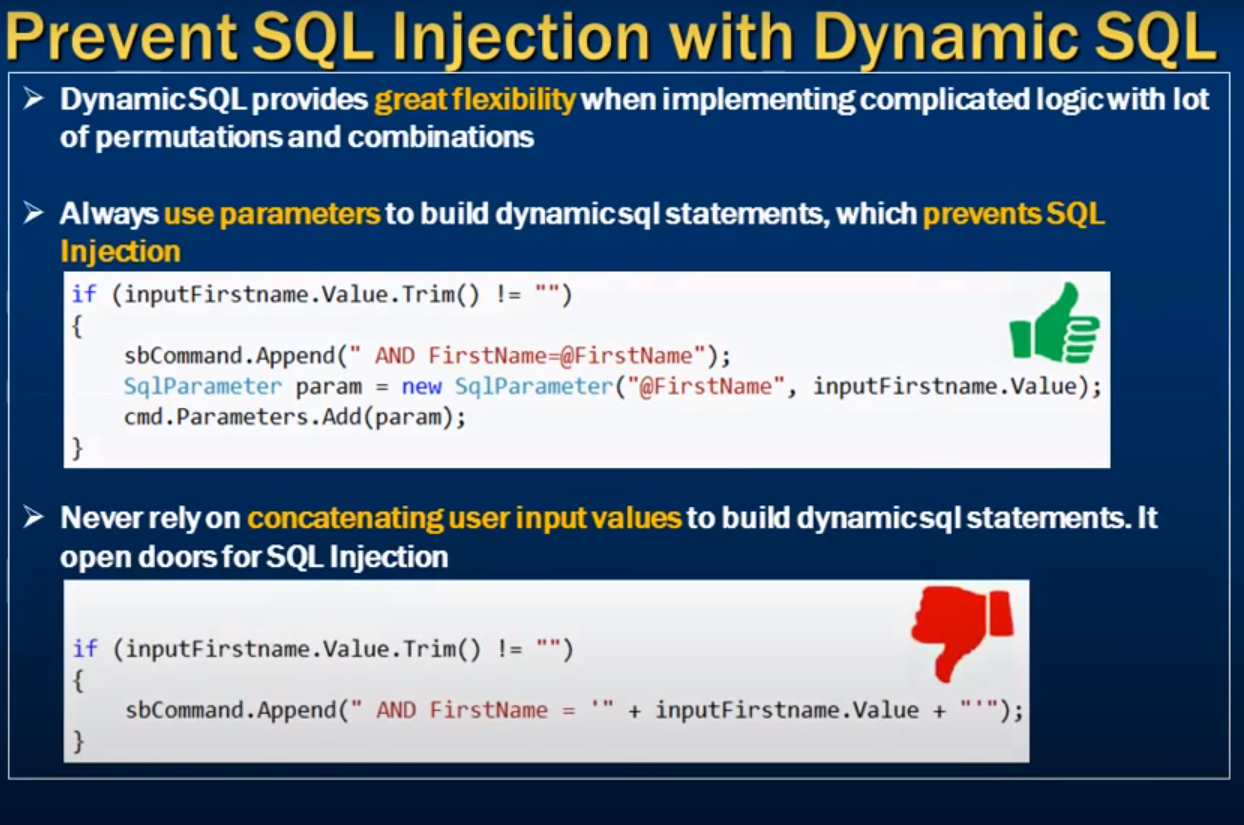 Prevent SQL Injection with Dynamic SQL
➢ Dynamic SQL provides great flexibility when implementing complicated logic with lot
of permutations and combinations
➢ Always use parameters to build dynamic sql statements, which prevents SQL
Injection
if (inputFirstname.Value.Trim() != "")
{
    sbCommand.Append(" AND FirstName=@FirstName");
    SqlParameter param = new SqlParameter("@FirstName", inputFirstname.Value);
    cmd.Parameters.Add(param);
}
➢ Never rely on concatenating user input values to build dynamic sql statements. It
open doors for SQL Injection
if (inputFirstname.Value.Trim() != "")
{
    sbCommand.Append(" AND FirstName = '" + inputFirstname.Value + "'");
}